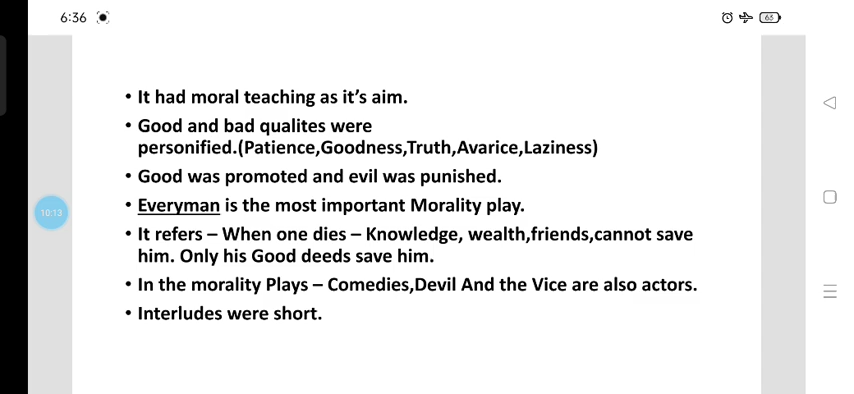 6:36
63
• It had moral teaching as it’s aim.
• Good and bad qualites were
personified.(Patience,Goodness,Truth,Avarice,Laziness)
• Good was promoted and evil was punished.
10:13
• Everyman is the most important Morality play.
• It refers – When one dies – Knowledge, wealth,friends,cannot save
him. Only his Good deeds save him.
• In the morality Plays – Comedies,Devil And the Vice are also actors.
• Interludes were short.